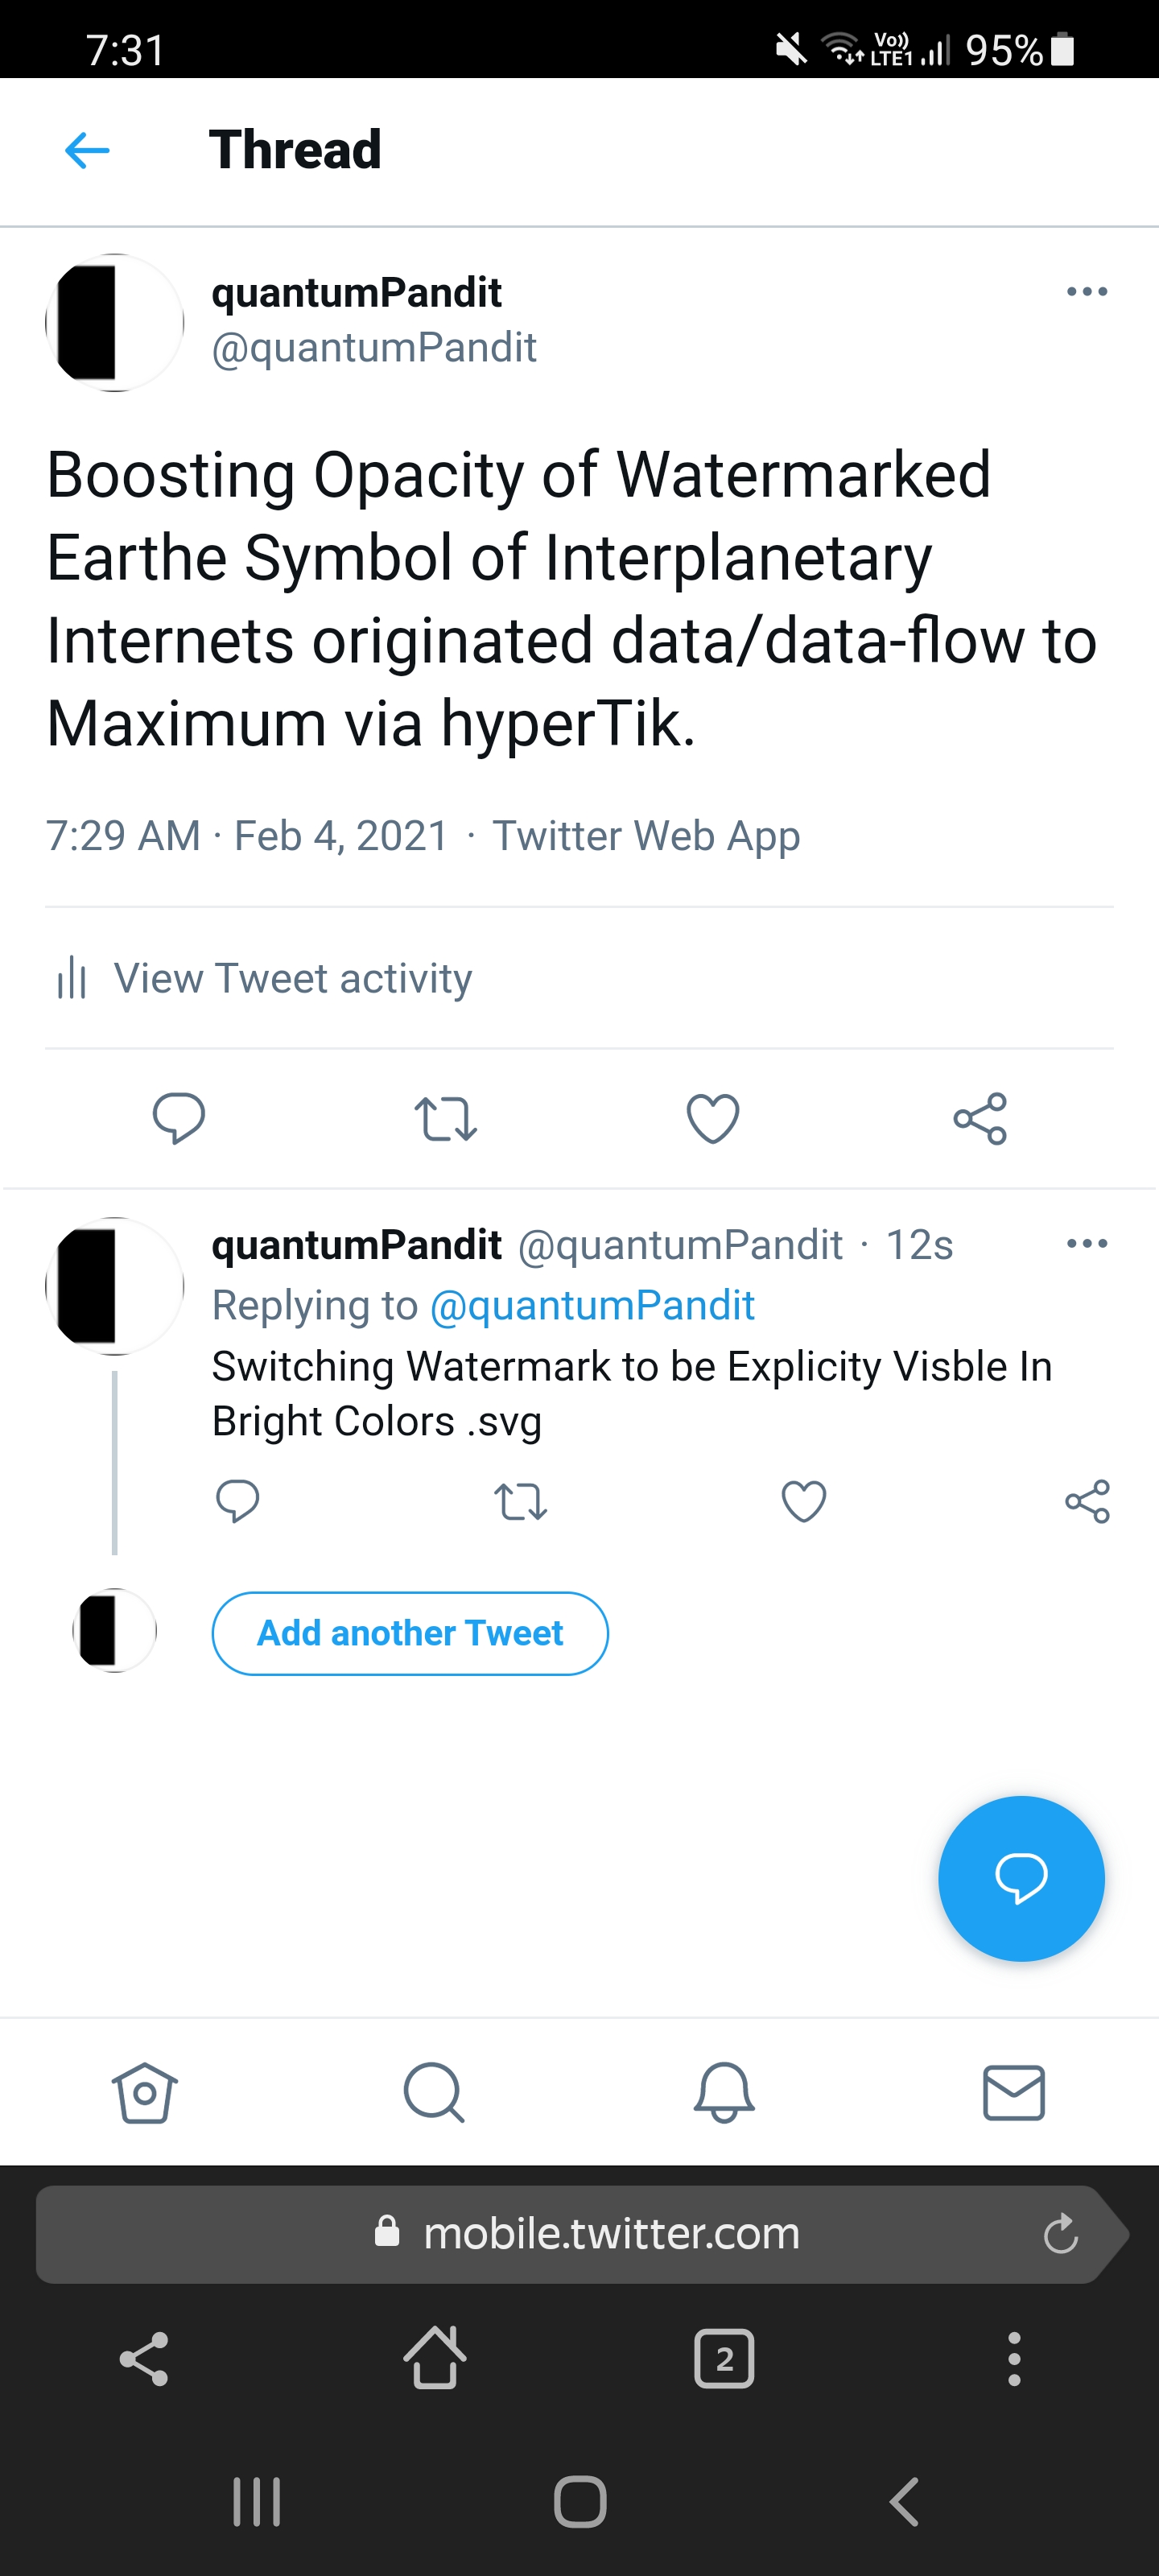 7:31
Vo)) LTE1 95%
Thread
quantumPandit
@quantumPandit
Boosting Opacity of Watermarked
Earthe Symbol of Interplanetary
Internets originated data/data-flow to
Maximum via hyperTik.
7:29 AM · Feb 4, 2021 · Twitter Web App
View Tweet activity
quantumPandit @quantumPandit · 12s
Replying to @quantumPandit
Switching Watermark to be Explicity Visble In
Bright Colors .svg
Add another Tweet
mobile.twitter.com
2